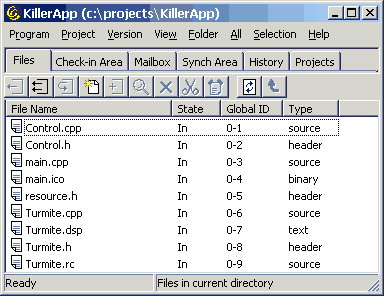 KillerApp (c:\projects\KillerApp)
Program Project Version View Folder All Selection Help
Files Check-in Area Mailbox Synch Area History Projects
File Name State Global ID Type
Control.cpp In 0-1 source
Control.h In 0-2 header
main.cpp In 0-3 source
main.ico In 0-4 binary
resource.h In 0-5 header
Turmite.cpp In 0-6 source
Turmite.dsp In 0-7 text
Turmite.h In 0-8 header
Turmite.rc In 0-9 source
Ready Files in current directory